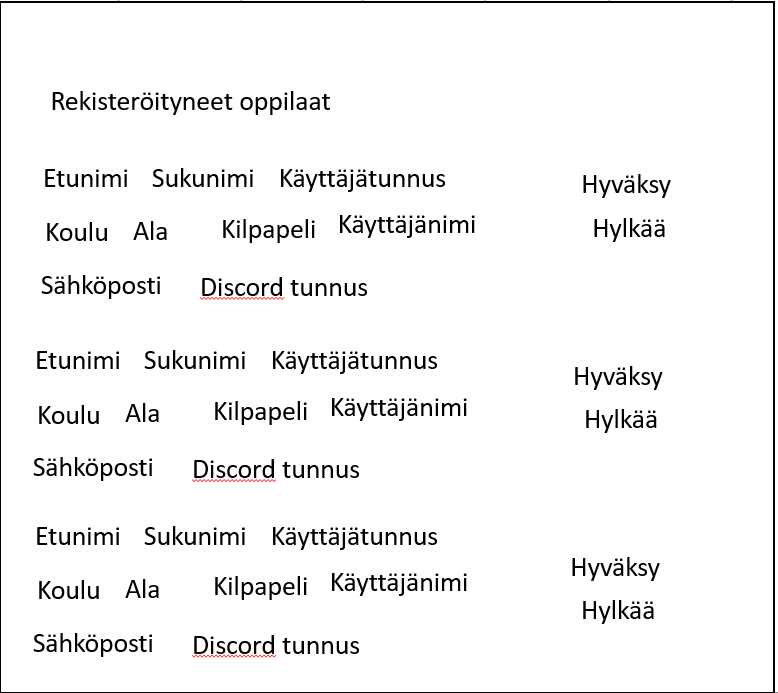 Rekisteröityneet oppilaat
Etunimi Sukunimi Käyttäjätunnus Hyväksy
Koulu Ala Kilpapeli Käyttäjänimi Hylkää
Sähköposti Discord tunnus
Etunimi Sukunimi Käyttäjätunnus Hyväksy
Koulu Ala Kilpapeli Käyttäjänimi Hylkää
Sähköposti Discord tunnus
Etunimi Sukunimi Käyttäjätunnus Hyväksy
Koulu Ala Kilpapeli Käyttäjänimi Hylkää
Sähköposti Discord tunnus